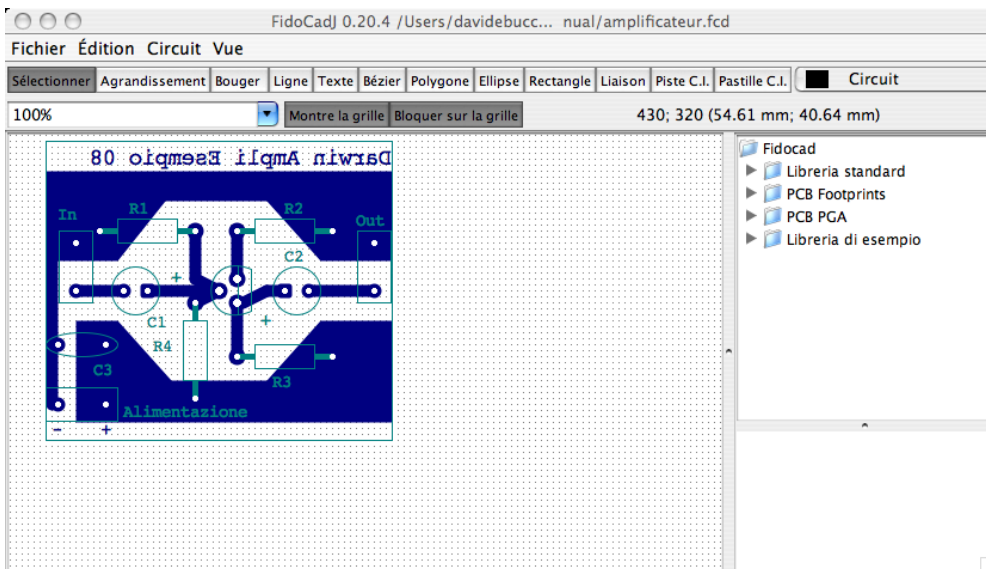 FidoCadJ 0.20.4 /Users/davidebucc... nual/amplificateur.fcd
Fichier Édition Circuit Vue
Sélectionner Agrandissement Bouger Ligne Texte Bézier Polygone Ellipse Rectangle Liaison Piste C.I. Pastille C.I. Circuit
100% Montre la grille Bloquer sur la grille 430; 320 (54.61 mm; 40.64 mm)
Darwin Ampli Esempio 08
In R1 R2 Out
C2
+
C1 +
R4
C3 R3
Alimentazione
- +
Fidocad
Libreria standard
PCB Footprints
PCB PGA
Libreria di esempio